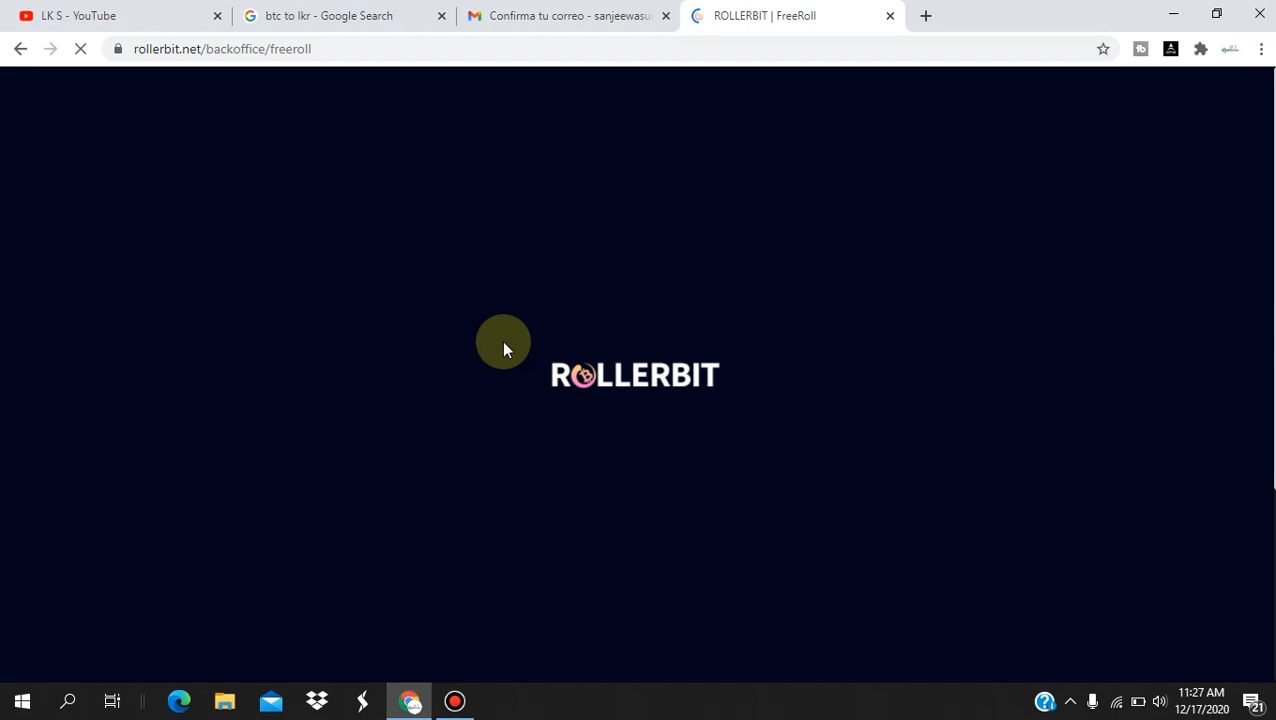 LK S - YouTube
btc to lkr - Google Search
Confirma tu correo - sanjeewasu
ROLLERBIT | FreeRoll
rollerbit.net/backoffice/freeroll
ROLLERBIT
11:27 AM
12/17/2020
21